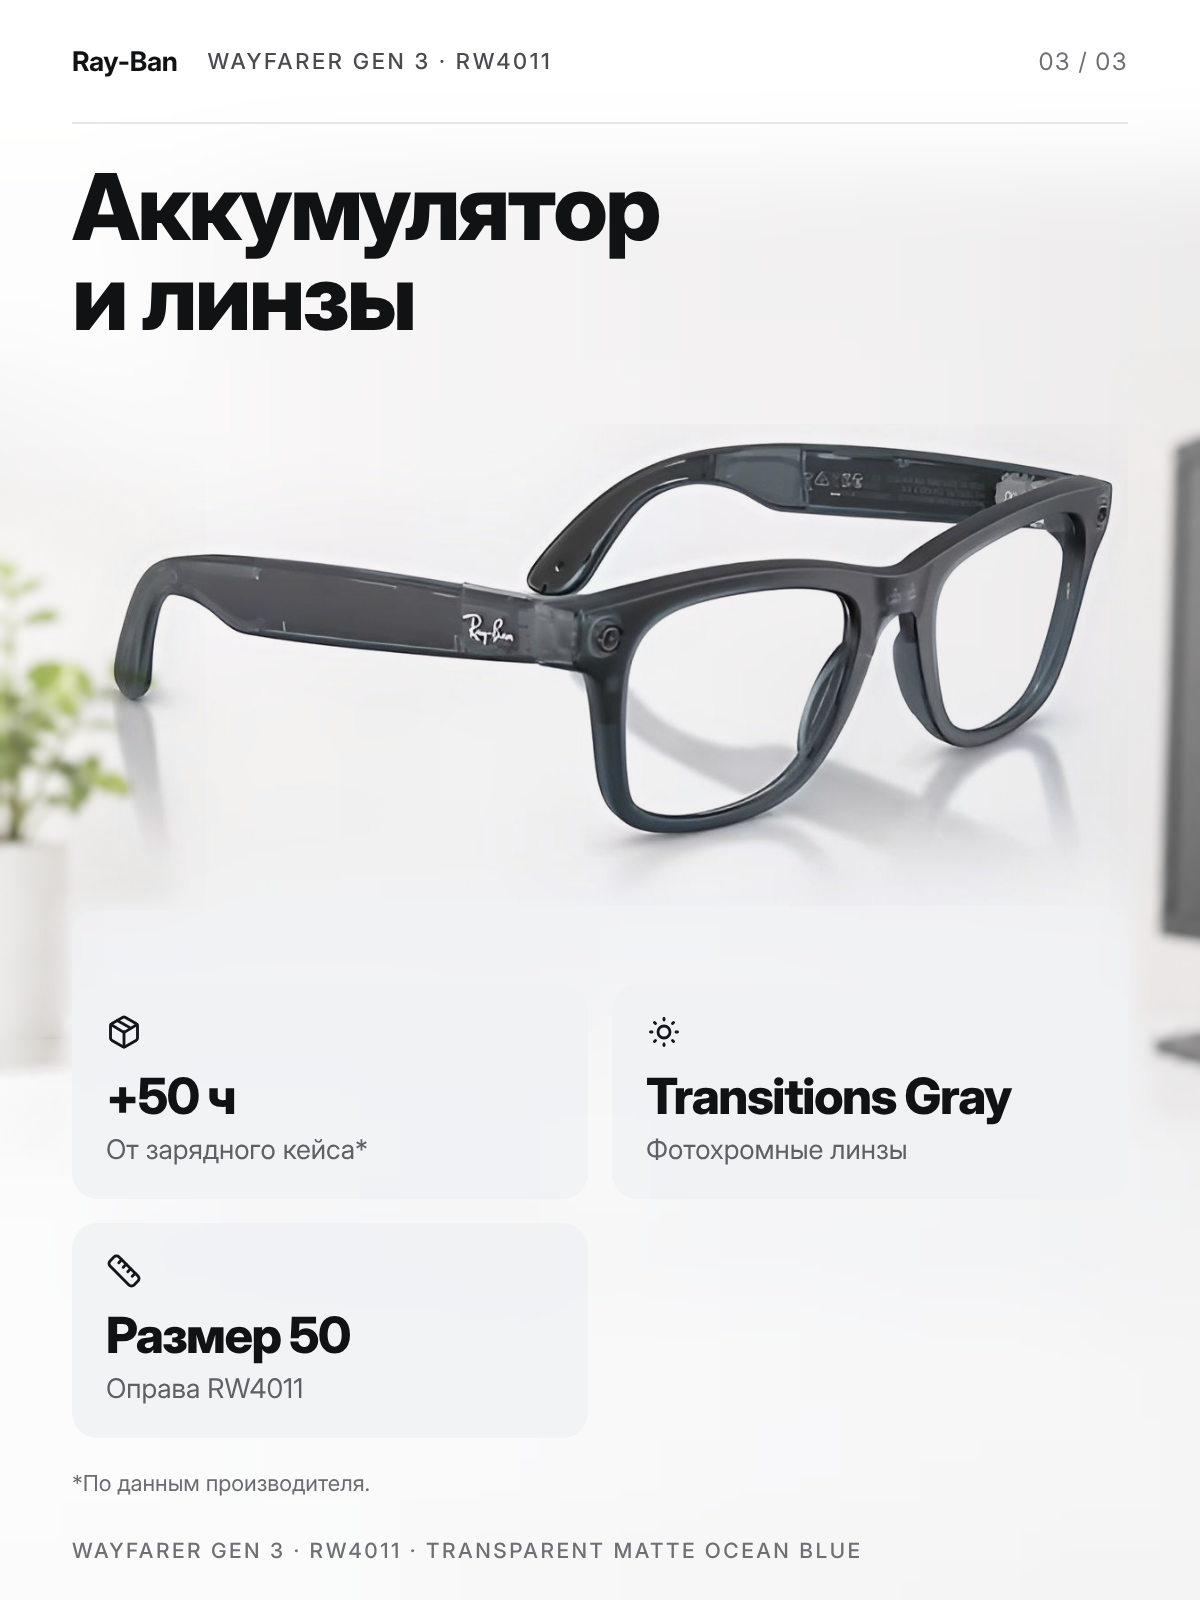 Ray-Ban WAYFARER GEN 3 · RW4011 03 / 03
Аккумулятор
и линзы
Ray-Ban
+50 ч
От зарядного кейса*
Transitions Gray
Фотохромные линзы
Размер 50
Оправа RW4011
*По данным производителя.
WAYFARER GEN 3 · RW4011 · TRANSPARENT MATTE OCEAN BLUE